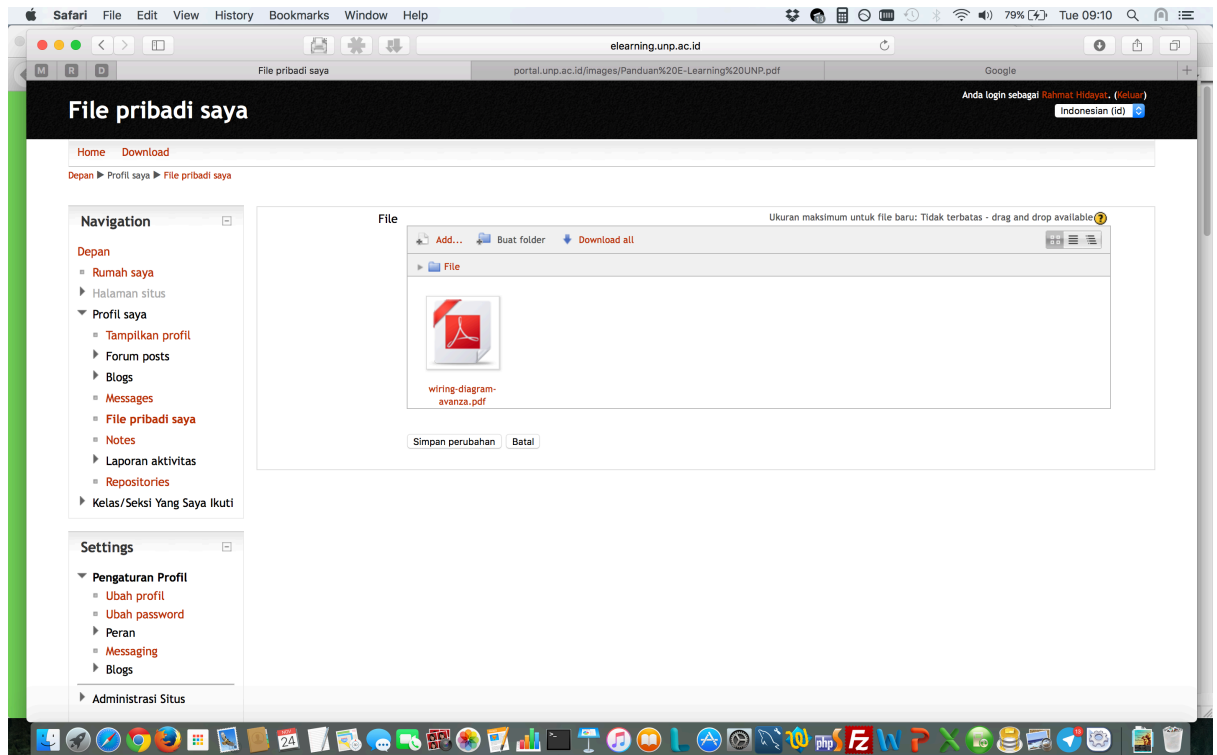 Safari File Edit View History Bookmarks Window Help 79% Tue 09:10
elearning.unp.ac.id
M R D File pribadi saya portal.unp.ac.id/images/Panduan%20E-Learning%20UNP.pdf Google
File pribadi saya
Anda login sebagai Rahmat Hidayat. (Keluar)
Indonesian (id)
Home Download
Depan ▶ Profil saya ▶ File pribadi saya
Navigation
Depan
Rumah saya
Halaman situs
Profil saya
Tampilkan profil
Forum posts
Blogs
Messages
File pribadi saya
Notes
Laporan aktivitas
Repositories
Kelas/Seksi Yang Saya Ikuti
Settings
Pengaturan Profil
Ubah profil
Ubah password
Peran
Messaging
Blogs
Administrasi Situs
File
Ukuran maksimum untuk file baru: Tidak terbatas - drag and drop available
Add... Buat folder Download all
File
wiring-diagram-
avanza.pdf
Simpan perubahan Batal
NOV
24
php
Fz